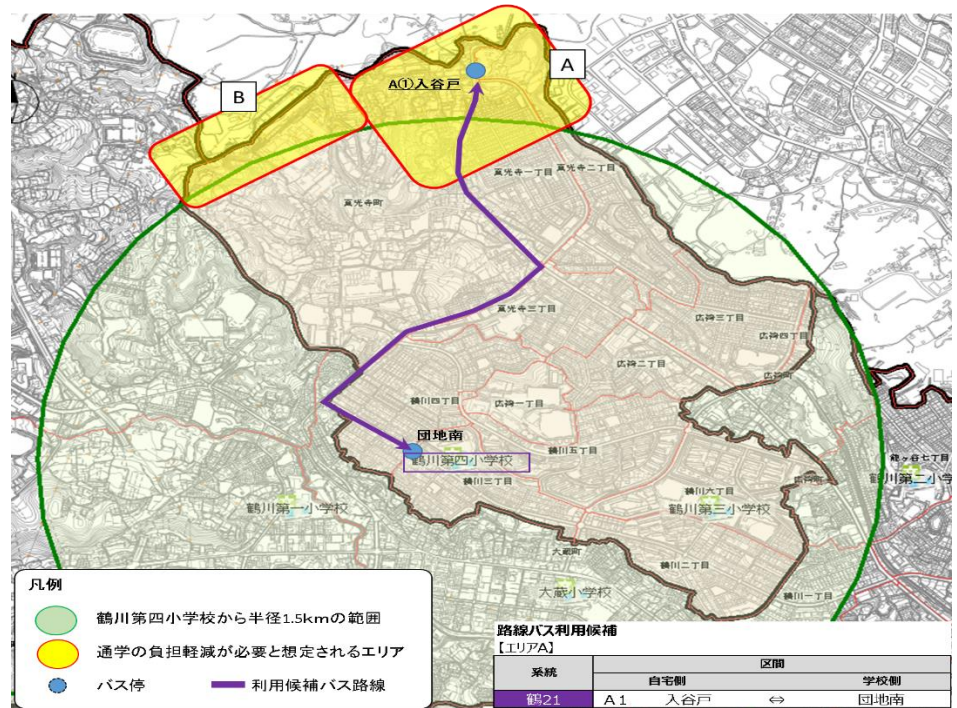 A
B
A①入谷戸
真光寺一丁目
真光寺二丁目
真光寺町
真光寺三丁目
広袴三丁目
広袴四丁目
広袴二丁目
広袴町
鶴川四丁目
広袴一丁目
団地南
鶴川第四小学校
鶴川五丁目
鶴川三丁目
鶴川六丁目
鶴川第一小学校
鶴川第三小学校
大蔵町
鶴川二丁目
大蔵小学校
鶴川一丁目
能ヶ谷七丁目
鶴川第二小学
凡例
鶴川第四小学校から半径1.5kmの範囲
通学の負担軽減が必要と想定されるエリア
バス停
利用候補バス路線
路線バス利用候補
【エリアA】
系統 区間
自宅側 学校側
鶴21 A1 入谷戸 ⇔ 団地南